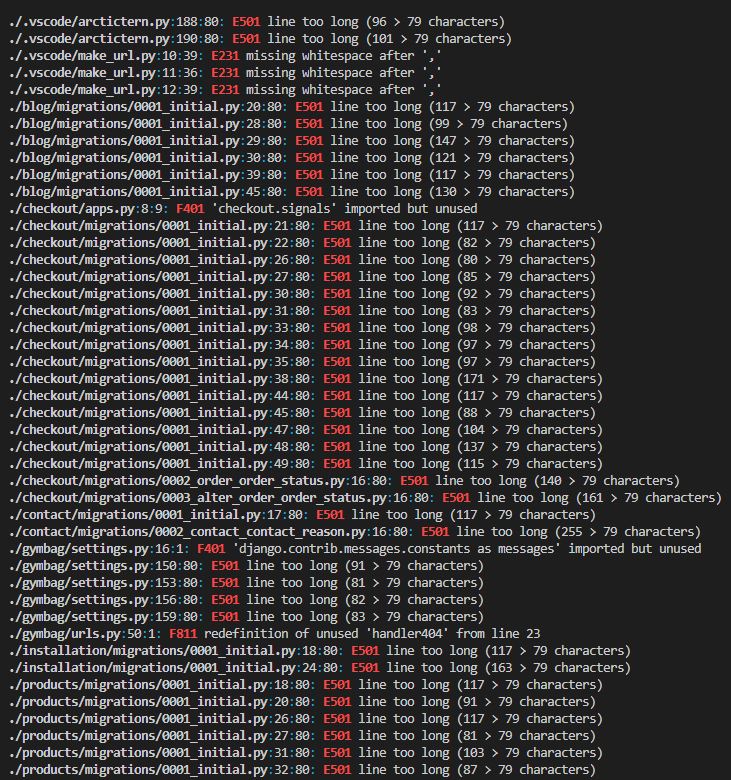 ./.vscode/arctictern.py:188:80: E501 line too long (96 > 79 characters)
./.vscode/arctictern.py:190:80: E501 line too long (101 > 79 characters)
./.vscode/make_url.py:10:39: E231 missing whitespace after ','
./.vscode/make_url.py:11:36: E231 missing whitespace after ','
./.vscode/make_url.py:12:39: E231 missing whitespace after ','
./blog/migrations/0001_initial.py:20:80: E501 line too long (117 > 79 characters)
./blog/migrations/0001_initial.py:28:80: E501 line too long (99 > 79 characters)
./blog/migrations/0001_initial.py:29:80: E501 line too long (147 > 79 characters)
./blog/migrations/0001_initial.py:30:80: E501 line too long (121 > 79 characters)
./blog/migrations/0001_initial.py:39:80: E501 line too long (117 > 79 characters)
./blog/migrations/0001_initial.py:45:80: E501 line too long (130 > 79 characters)
./checkout/apps.py:8:9: F401 'checkout.signals' imported but unused
./checkout/migrations/0001_initial.py:21:80: E501 line too long (117 > 79 characters)
./checkout/migrations/0001_initial.py:22:80: E501 line too long (82 > 79 characters)
./checkout/migrations/0001_initial.py:26:80: E501 line too long (80 > 79 characters)
./checkout/migrations/0001_initial.py:27:80: E501 line too long (85 > 79 characters)
./checkout/migrations/0001_initial.py:30:80: E501 line too long (92 > 79 characters)
./checkout/migrations/0001_initial.py:31:80: E501 line too long (83 > 79 characters)
./checkout/migrations/0001_initial.py:33:80: E501 line too long (98 > 79 characters)
./checkout/migrations/0001_initial.py:34:80: E501 line too long (97 > 79 characters)
./checkout/migrations/0001_initial.py:35:80: E501 line too long (97 > 79 characters)
./checkout/migrations/0001_initial.py:38:80: E501 line too long (171 > 79 characters)
./checkout/migrations/0001_initial.py:44:80: E501 line too long (117 > 79 characters)
./checkout/migrations/0001_initial.py:45:80: E501 line too long (88 > 79 characters)
./checkout/migrations/0001_initial.py:47:80: E501 line too long (104 > 79 characters)
./checkout/migrations/0001_initial.py:48:80: E501 line too long (137 > 79 characters)
./checkout/migrations/0001_initial.py:49:80: E501 line too long (115 > 79 characters)
./checkout/migrations/0002_order_order_status.py:16:80: E501 line too long (140 > 79 characters)
./checkout/migrations/0003_alter_order_order_status.py:16:80: E501 line too long (161 > 79 characters)
./contact/migrations/0001_initial.py:17:80: E501 line too long (117 > 79 characters)
./contact/migrations/0002_contact_contact_reason.py:16:80: E501 line too long (255 > 79 characters)
./gymbag/settings.py:16:1: F401 'django.contrib.messages.constants as messages' imported but unused
./gymbag/settings.py:150:80: E501 line too long (91 > 79 characters)
./gymbag/settings.py:153:80: E501 line too long (81 > 79 characters)
./gymbag/settings.py:156:80: E501 line too long (82 > 79 characters)
./gymbag/settings.py:159:80: E501 line too long (83 > 79 characters)
./gymbag/urls.py:50:1: F811 redefinition of unused 'handler404' from line 23
./installation/migrations/0001_initial.py:18:80: E501 line too long (117 > 79 characters)
./installation/migrations/0001_initial.py:24:80: E501 line too long (163 > 79 characters)
./products/migrations/0001_initial.py:18:80: E501 line too long (117 > 79 characters)
./products/migrations/0001_initial.py:20:80: E501 line too long (91 > 79 characters)
./products/migrations/0001_initial.py:26:80: E501 line too long (117 > 79 characters)
./products/migrations/0001_initial.py:27:80: E501 line too long (81 > 79 characters)
./products/migrations/0001_initial.py:31:80: E501 line too long (103 > 79 characters)
./products/migrations/0001_initial.py:32:80: E501 line too long (87 > 79 characters)